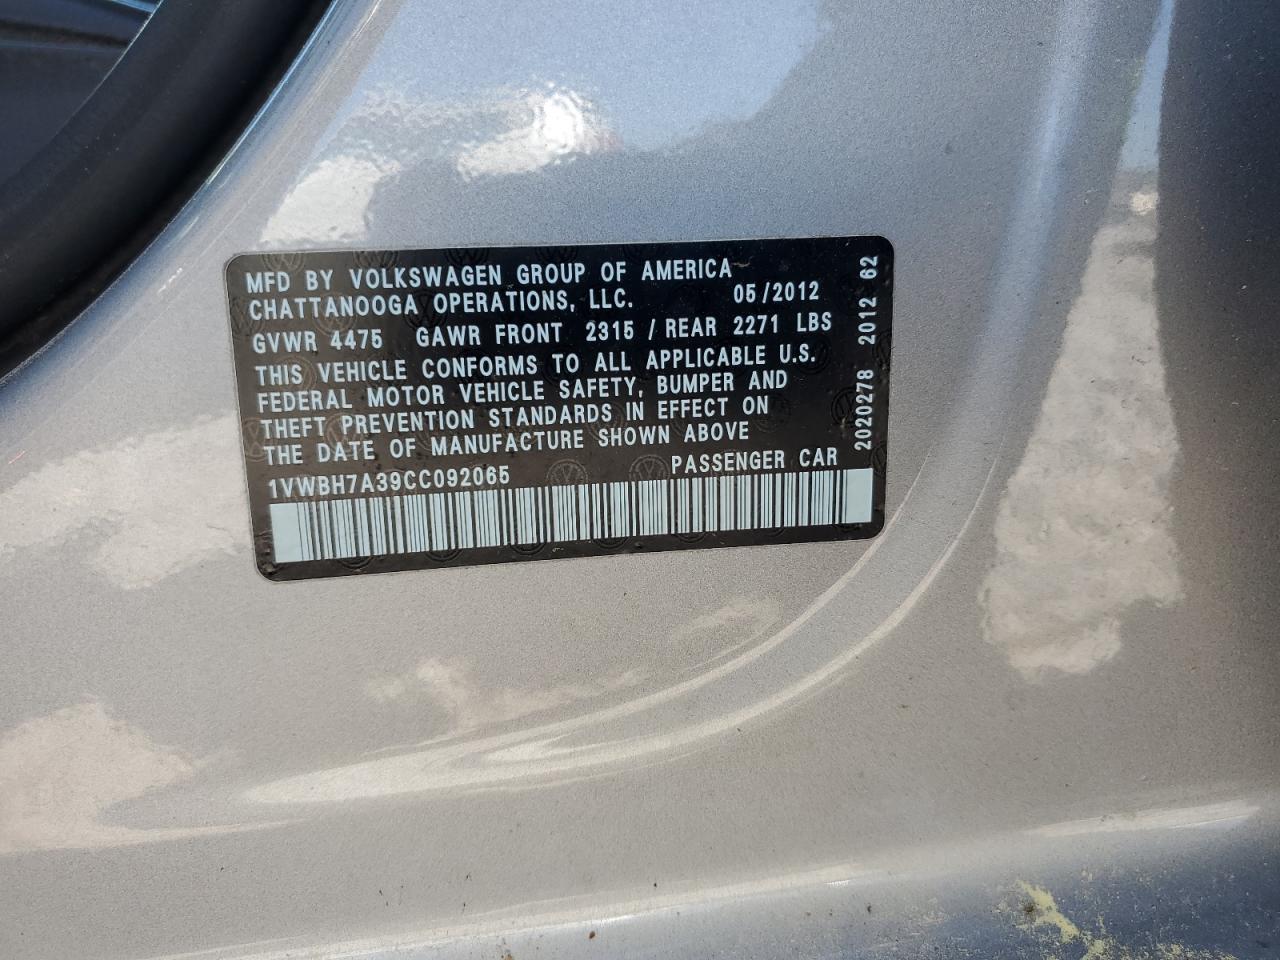 MFD BY VOLKSWAGEN GROUP OF AMERICA
CHATTANOOGA OPERATIONS, LLC. 05/2012
GVWR 4475 GAWR FRONT 2315 / REAR 2271 LBS
THIS VEHICLE CONFORMS TO ALL APPLICABLE U.S.
FEDERAL MOTOR VEHICLE SAFETY, BUMPER AND
THEFT PREVENTION STANDARDS IN EFFECT ON
THE DATE OF MANUFACTURE SHOWN ABOVE
1VWBH7A39CC092065 PASSENGER CAR
2020278 2012 62